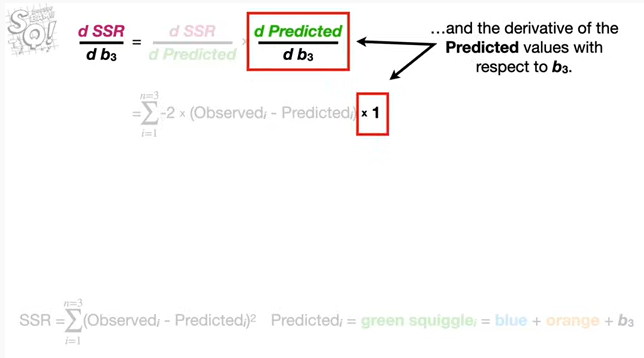 d SSR / d b₃ = d SSR / d Predicted × d Predicted / d b₃
...and the derivative of the
Predicted values with
respect to b₃.
= n=3 ∑ i=1 -2 × (Observedᵢ - Predictedᵢ) × 1
SSR = n=3 ∑ i=1 (Observedᵢ - Predictedᵢ)² Predictedᵢ = green squiggleᵢ = blue + orange + b₃